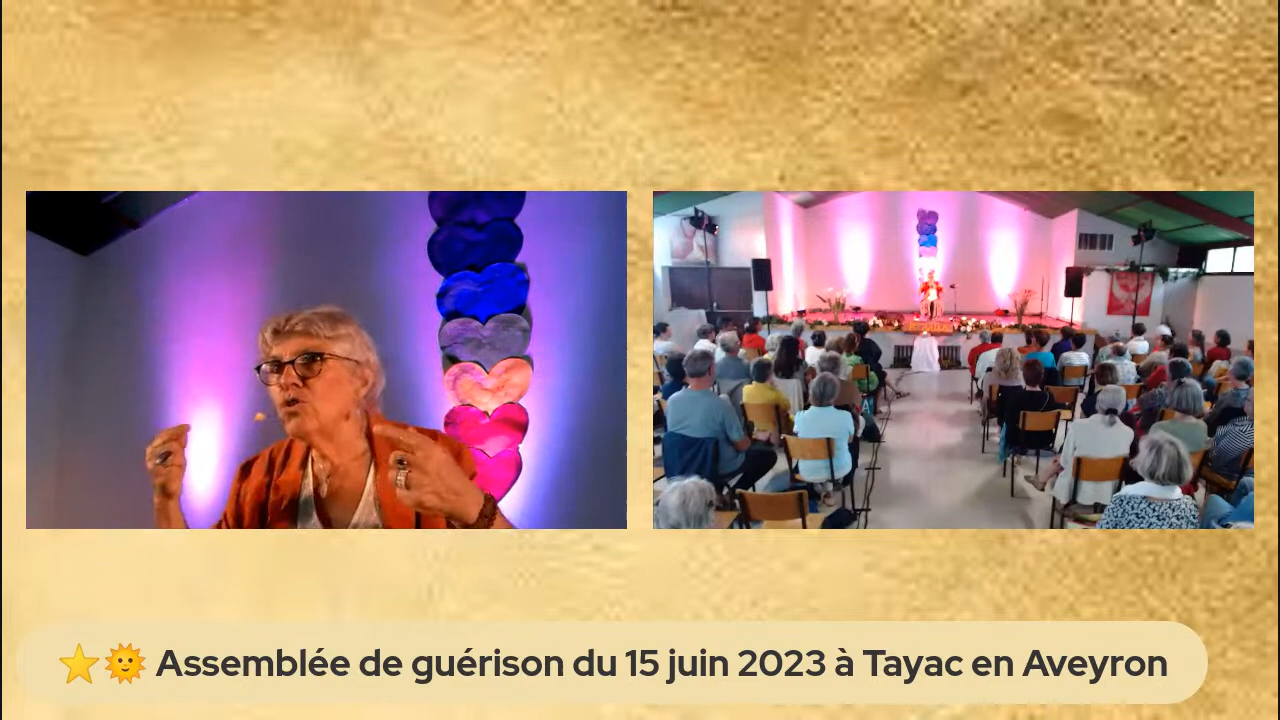 ⭐🌞 Assemblée de guérison du 15 juin 2023 à Tayac en Aveyron